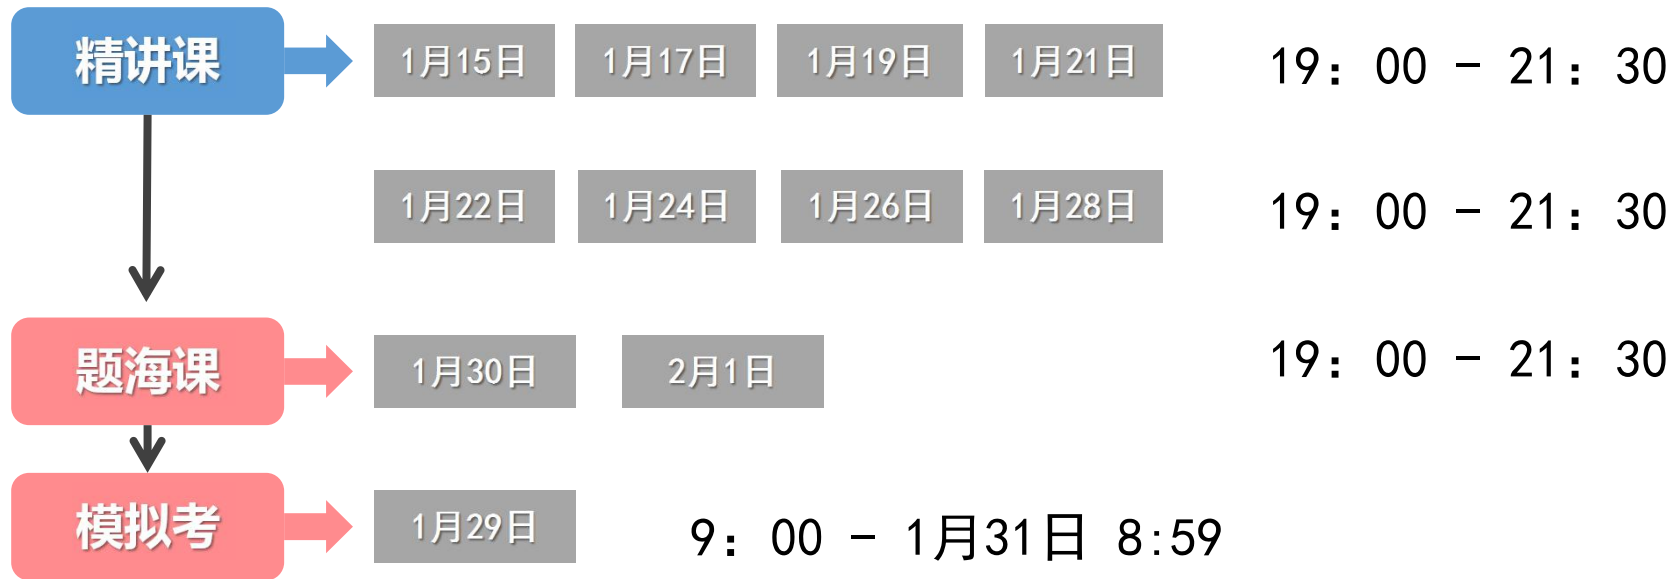 精讲课 1月15日 1月17日 1月19日 1月21日 19：00 - 21：30
1月22日 1月24日 1月26日 1月28日 19：00 - 21：30
题海课 1月30日 2月1日 19：00 - 21：30
模拟考 1月29日 9：00 - 1月31日 8:59